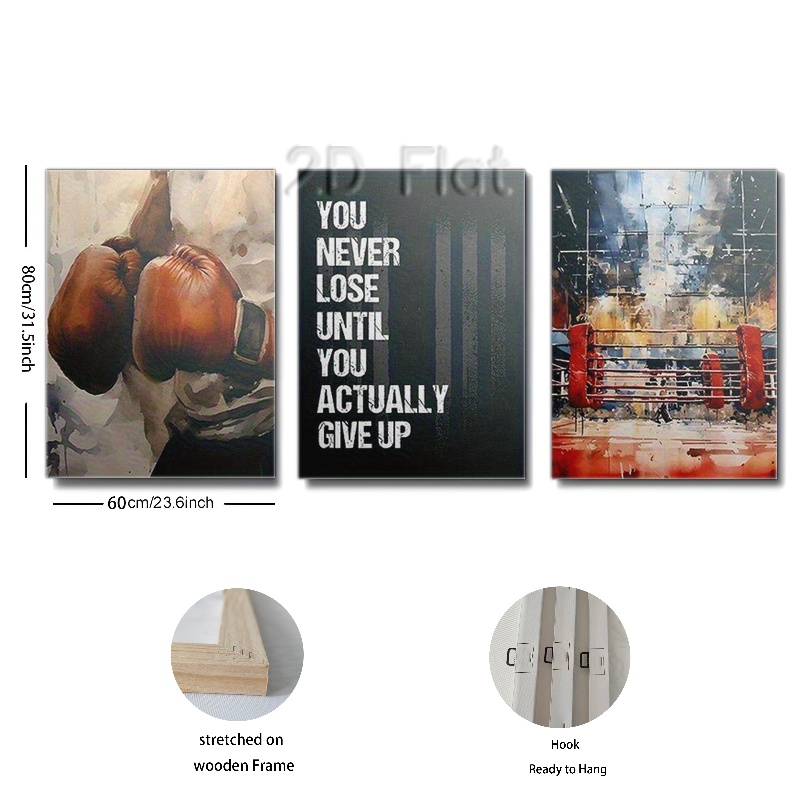 2D Flat
YOU
NEVER
LOSE
UNTIL
YOU
ACTUALLY
GIVE UP
80cm/31.5inch
60cm/23.6inch
stretched on
wooden Frame
Hook
Ready to Hang